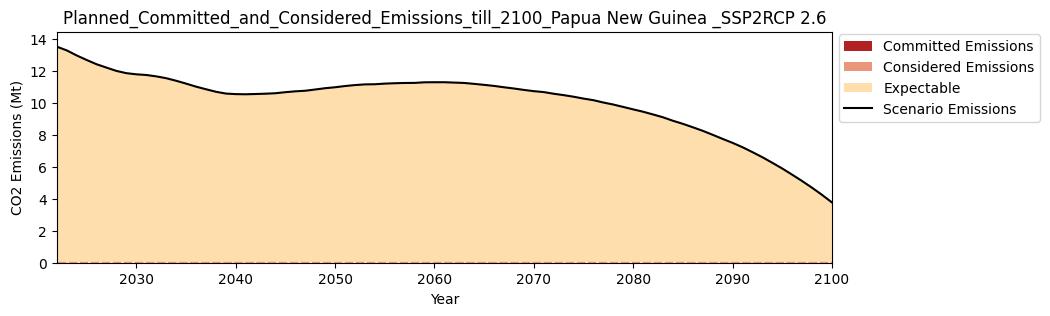 Planned_Committed_and_Considered_Emissions_till_2100_Papua New Guinea _SSP2RCP 2.6
14
12
10
8
6
4
2
0
CO2 Emissions (Mt)
2030 2040 2050 2060 2070 2080 2090 2100
Year
Committed Emissions
Considered Emissions
Expectable
Scenario Emissions